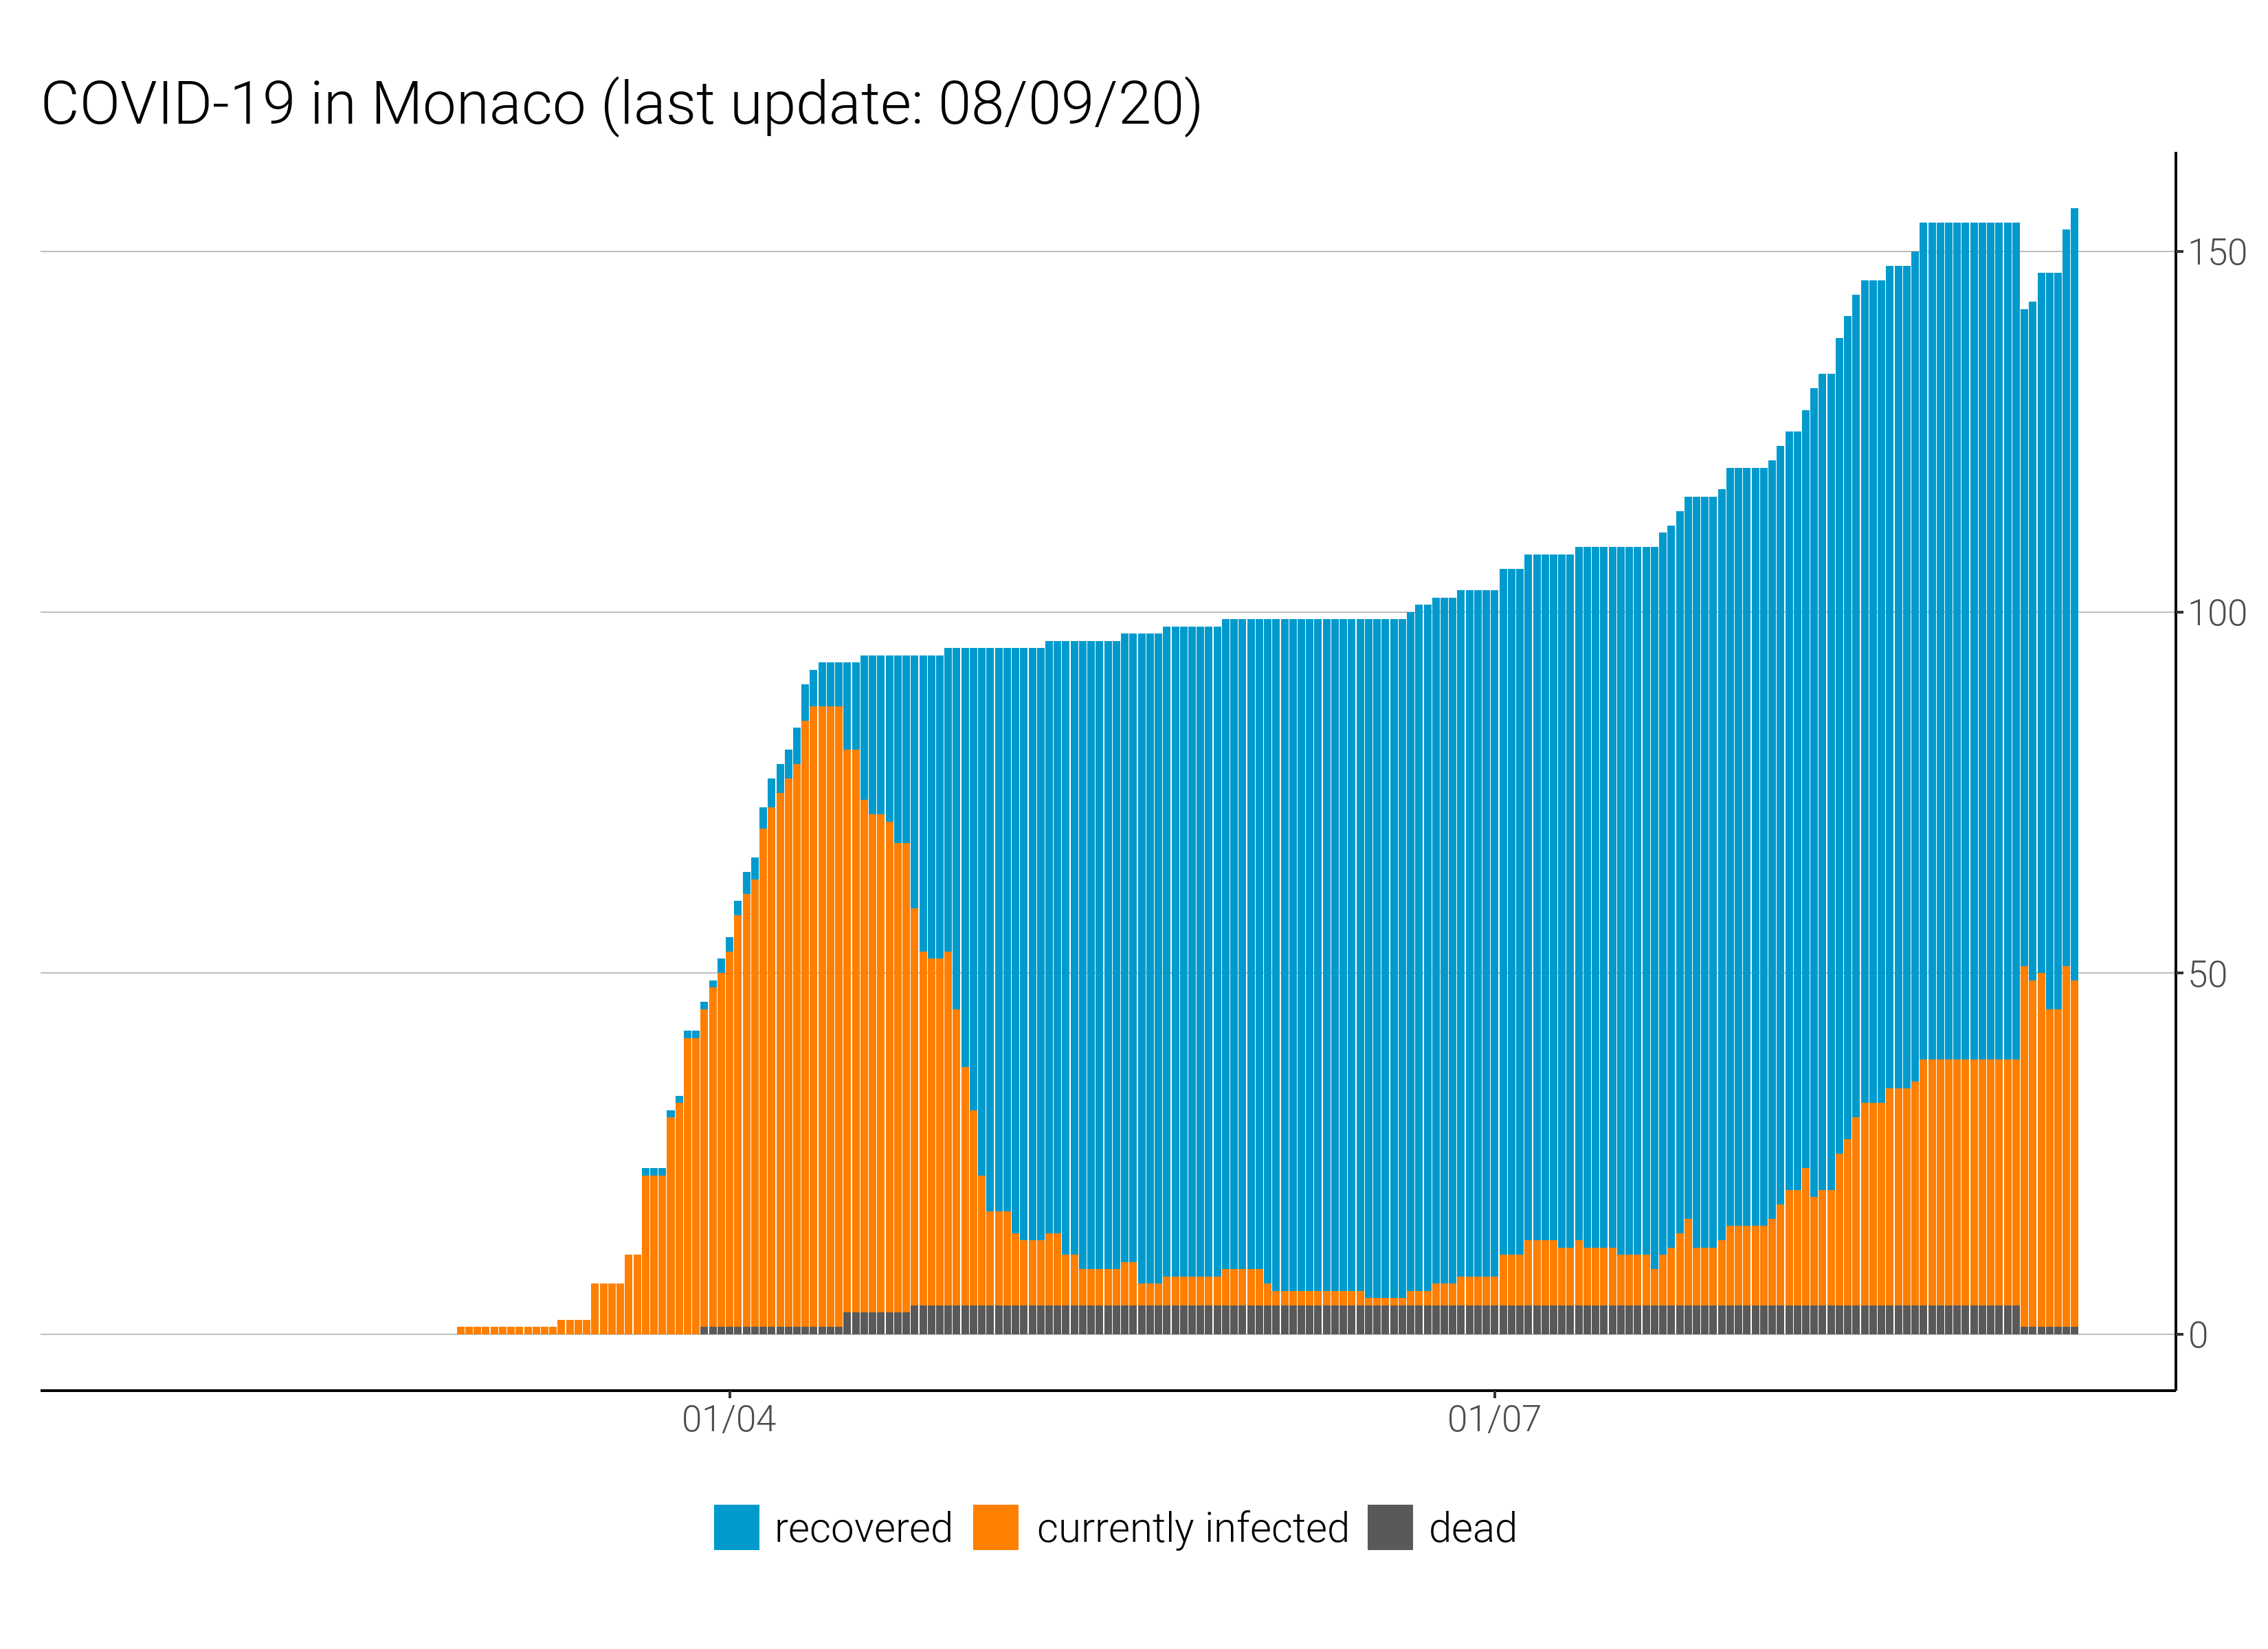 COVID-19 in Monaco (last update: 08/09/20)
150
100
50
0
01/04 01/07
recovered currently infected dead